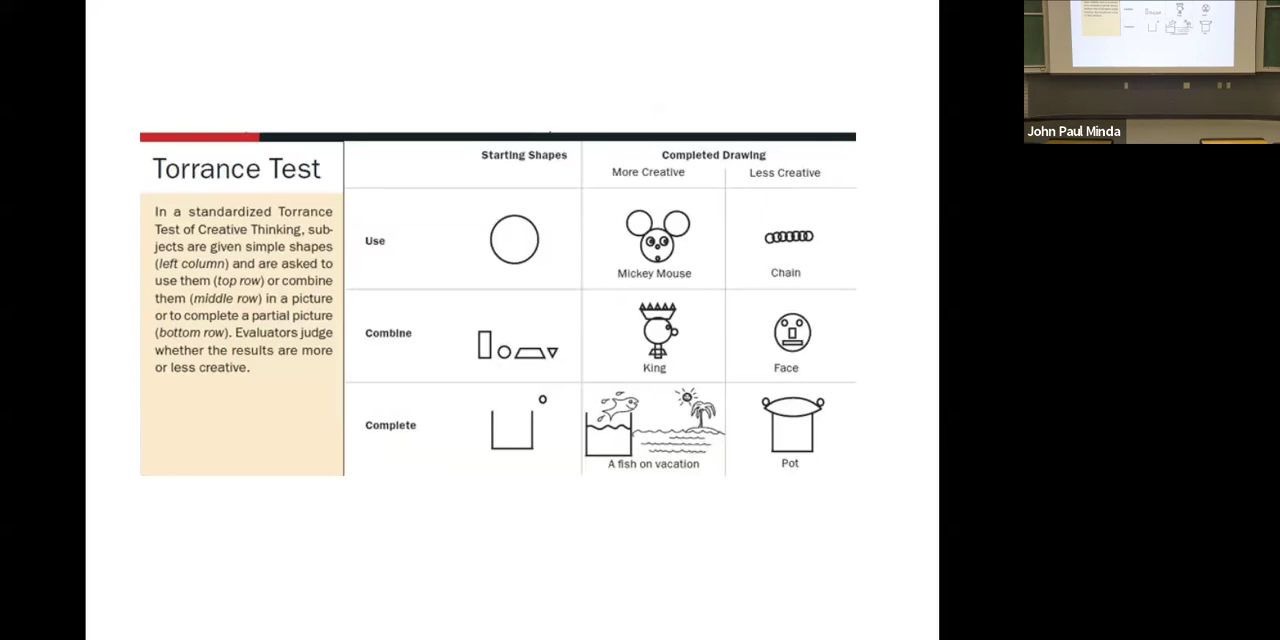 Torrance Test
In a standardized Torrance
Test of Creative Thinking, sub-
jects are given simple shapes
(left column) and are asked to
use them (top row) or combine
them (middle row) in a picture
or to complete a partial picture
(bottom row). Evaluators judge
whether the results are more
or less creative.
Starting Shapes
Completed Drawing
More Creative
Less Creative
Use
Mickey Mouse
Chain
Combine
King
Face
Complete
A fish on vacation
Pot
John Paul Minda